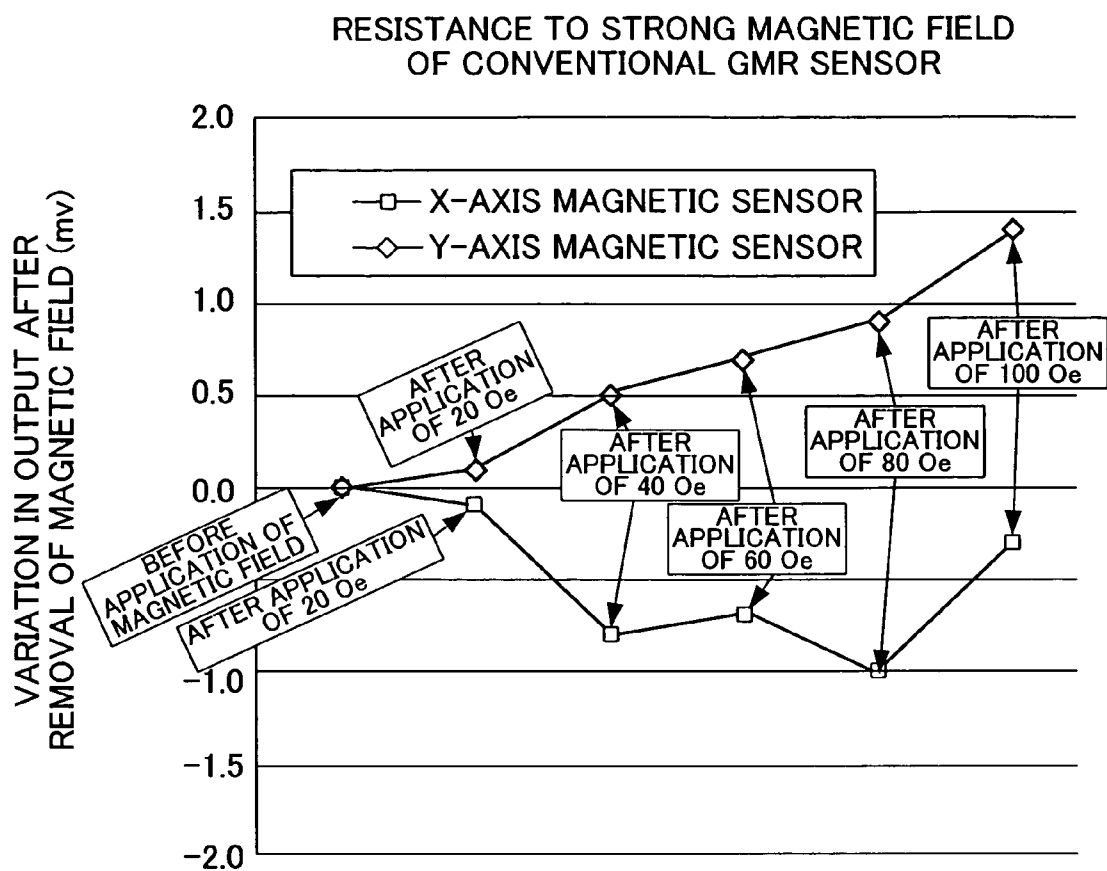 RESISTANCE TO STRONG MAGNETIC FIELD
OF CONVENTIONAL GMR SENSOR
VARIATION IN OUTPUT AFTER
REMOVAL OF MAGNETIC FIELD (mv)
2.0
1.5
1.0
0.5
0.0
-1.0
-1.5
-2.0
X-AXIS MAGNETIC SENSOR
Y-AXIS MAGNETIC SENSOR
BEFORE
APPLICATION OF
MAGNETIC FIELD
AFTER
APPLICATION
OF 20 Oe
AFTER APPLICATION
OF 20 Oe
AFTER
APPLICATION
OF 40 Oe
AFTER
APPLICATION
OF 60 Oe
AFTER
APPLICATION
OF 80 Oe
AFTER
APPLICATION
OF 100 Oe